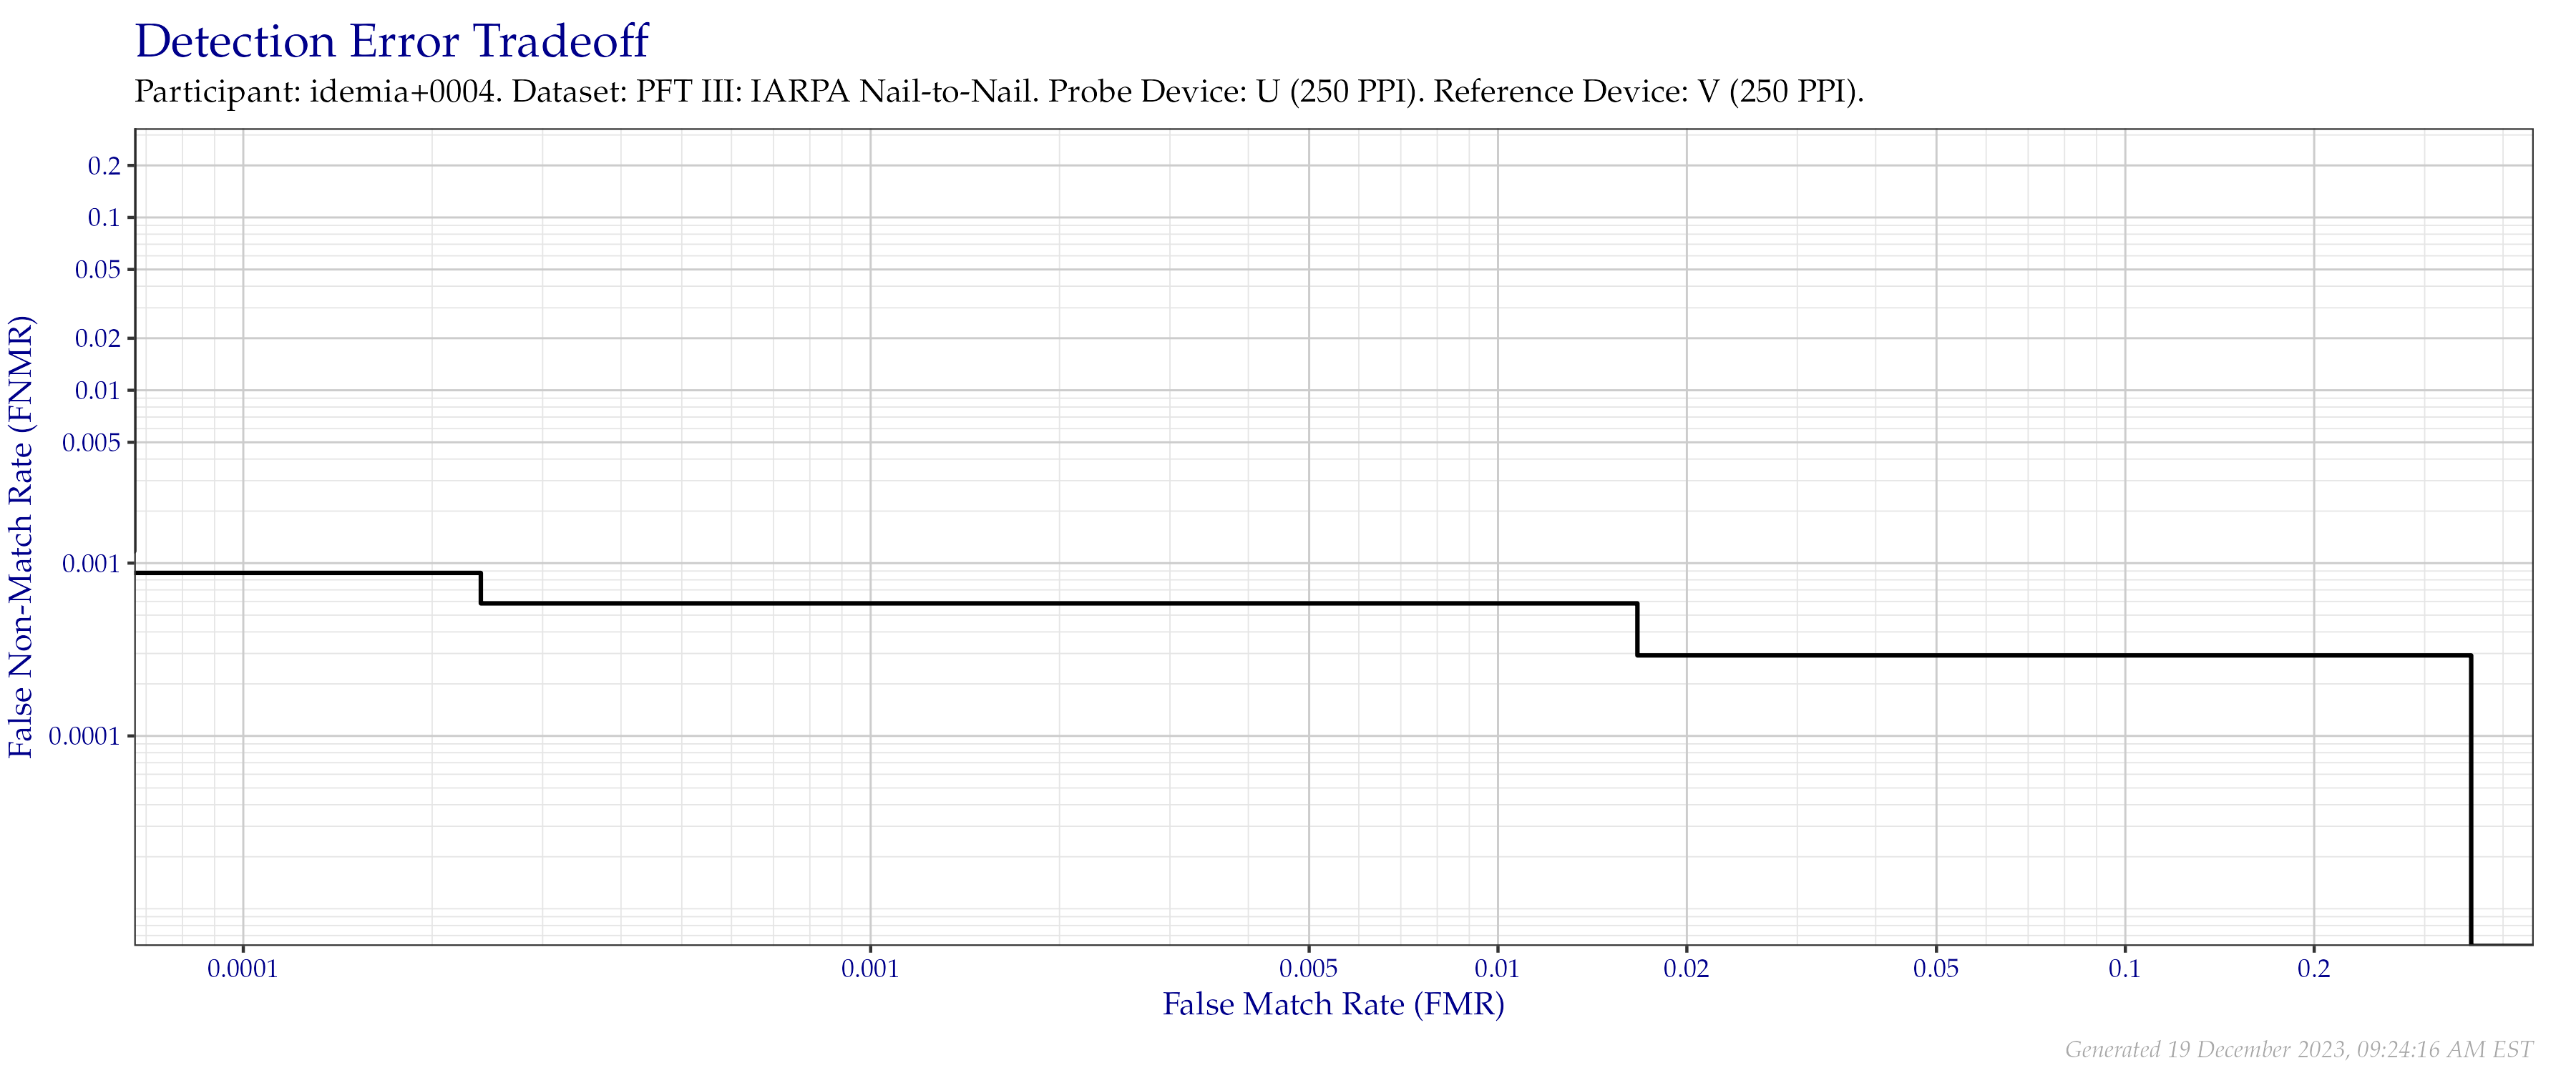 Detection Error Tradeoff
Participant: idemia+0004. Dataset: PFT III: IARPA Nail-to-Nail. Probe Device: U (250 PPI). Reference Device: V (250 PPI).
False Non-Match Rate (FNMR)
0.2
0.1
0.05
0.02
0.01
0.005
0.001
0.0001
0.0001 0.001 0.005 0.01 0.02 0.05 0.1 0.2
False Match Rate (FMR)
Generated 19 December 2023, 09:24:16 AM EST